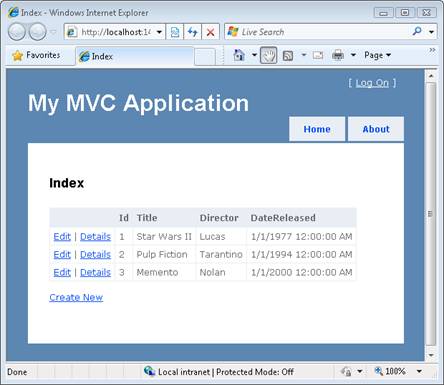 Index - Windows Internet Explorer
http://localhost:14
Live Search
Favorites
Index
Page
[ Log On ]
My MVC Application
Home
About
Index
Id Title Director DateReleased
Edit | Details 1 Star Wars II Lucas 1/1/1977 12:00:00 AM
Edit | Details 2 Pulp Fiction Tarantino 1/1/1994 12:00:00 AM
Edit | Details 3 Memento Nolan 1/1/2000 12:00:00 AM
Create New
Done
Local intranet | Protected Mode: Off
100%